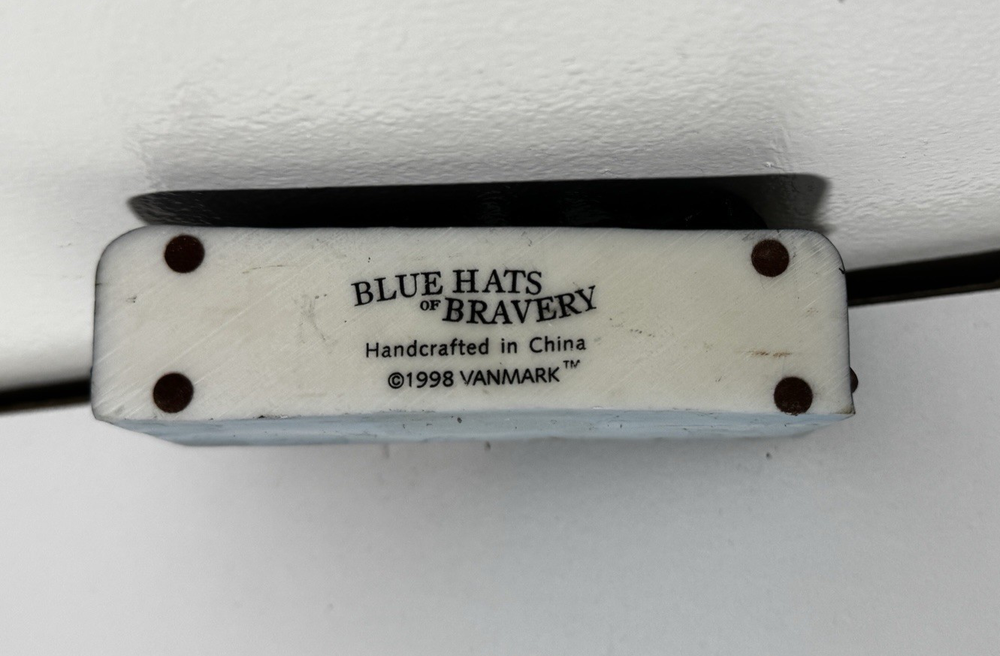 BLUE HATS
OF BRAVERY
Handcrafted in China
©1998 VANMARK™